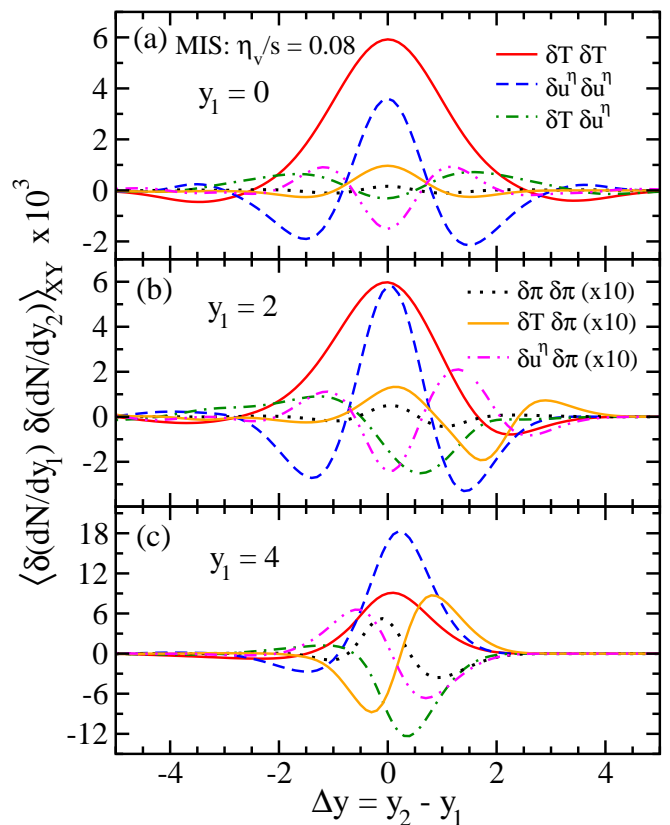 (a) MIS: η_v/s = 0.08
y_1 = 0
δT δT
δu^η δu^η
δT δu^η
6
4
2
0
-2
(b)
y_1 = 2
δπ δπ (x10)
δT δπ (x10)
δu^η δπ (x10)
6
4
2
0
-2
(c)
y_1 = 4
18
12
6
0
-6
-12
-4 -2 0 2 4
Δy = y_2 - y_1
⟨δ(dN/dy_1) δ(dN/dy_2)⟩_XY x10^3